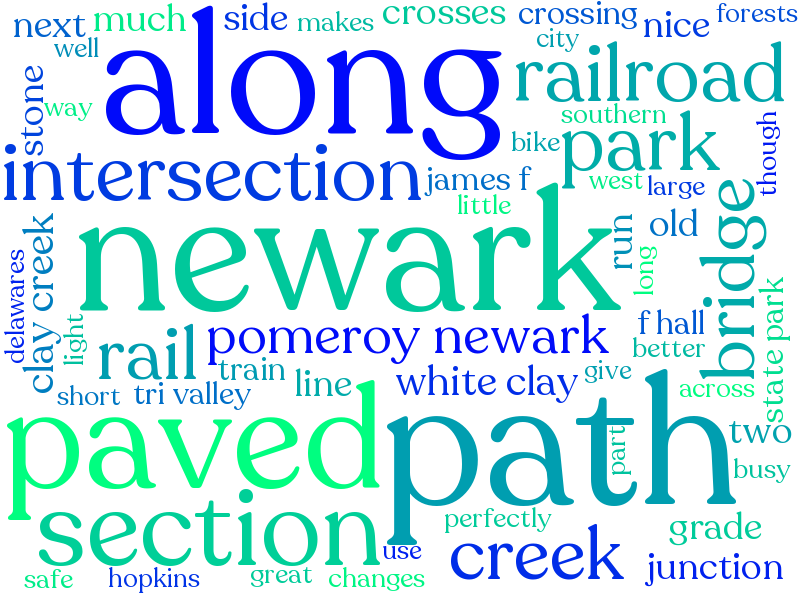 next
much
side
makes
crosses
crossing
nice
forests
well
city
along
railroad
stone
way
southern
bike
park
though
intersection
james f
west
large
little
newark
run
old
bridge
clay creek
delawares
long
light
pomeroy newark
f hall
better
state park
rail
train
line
white clay
give
short
tri valley
across
paved
path
part
two
busy
section
perfectly
grade
use
creek
junction
safe
hopkins
great
changes